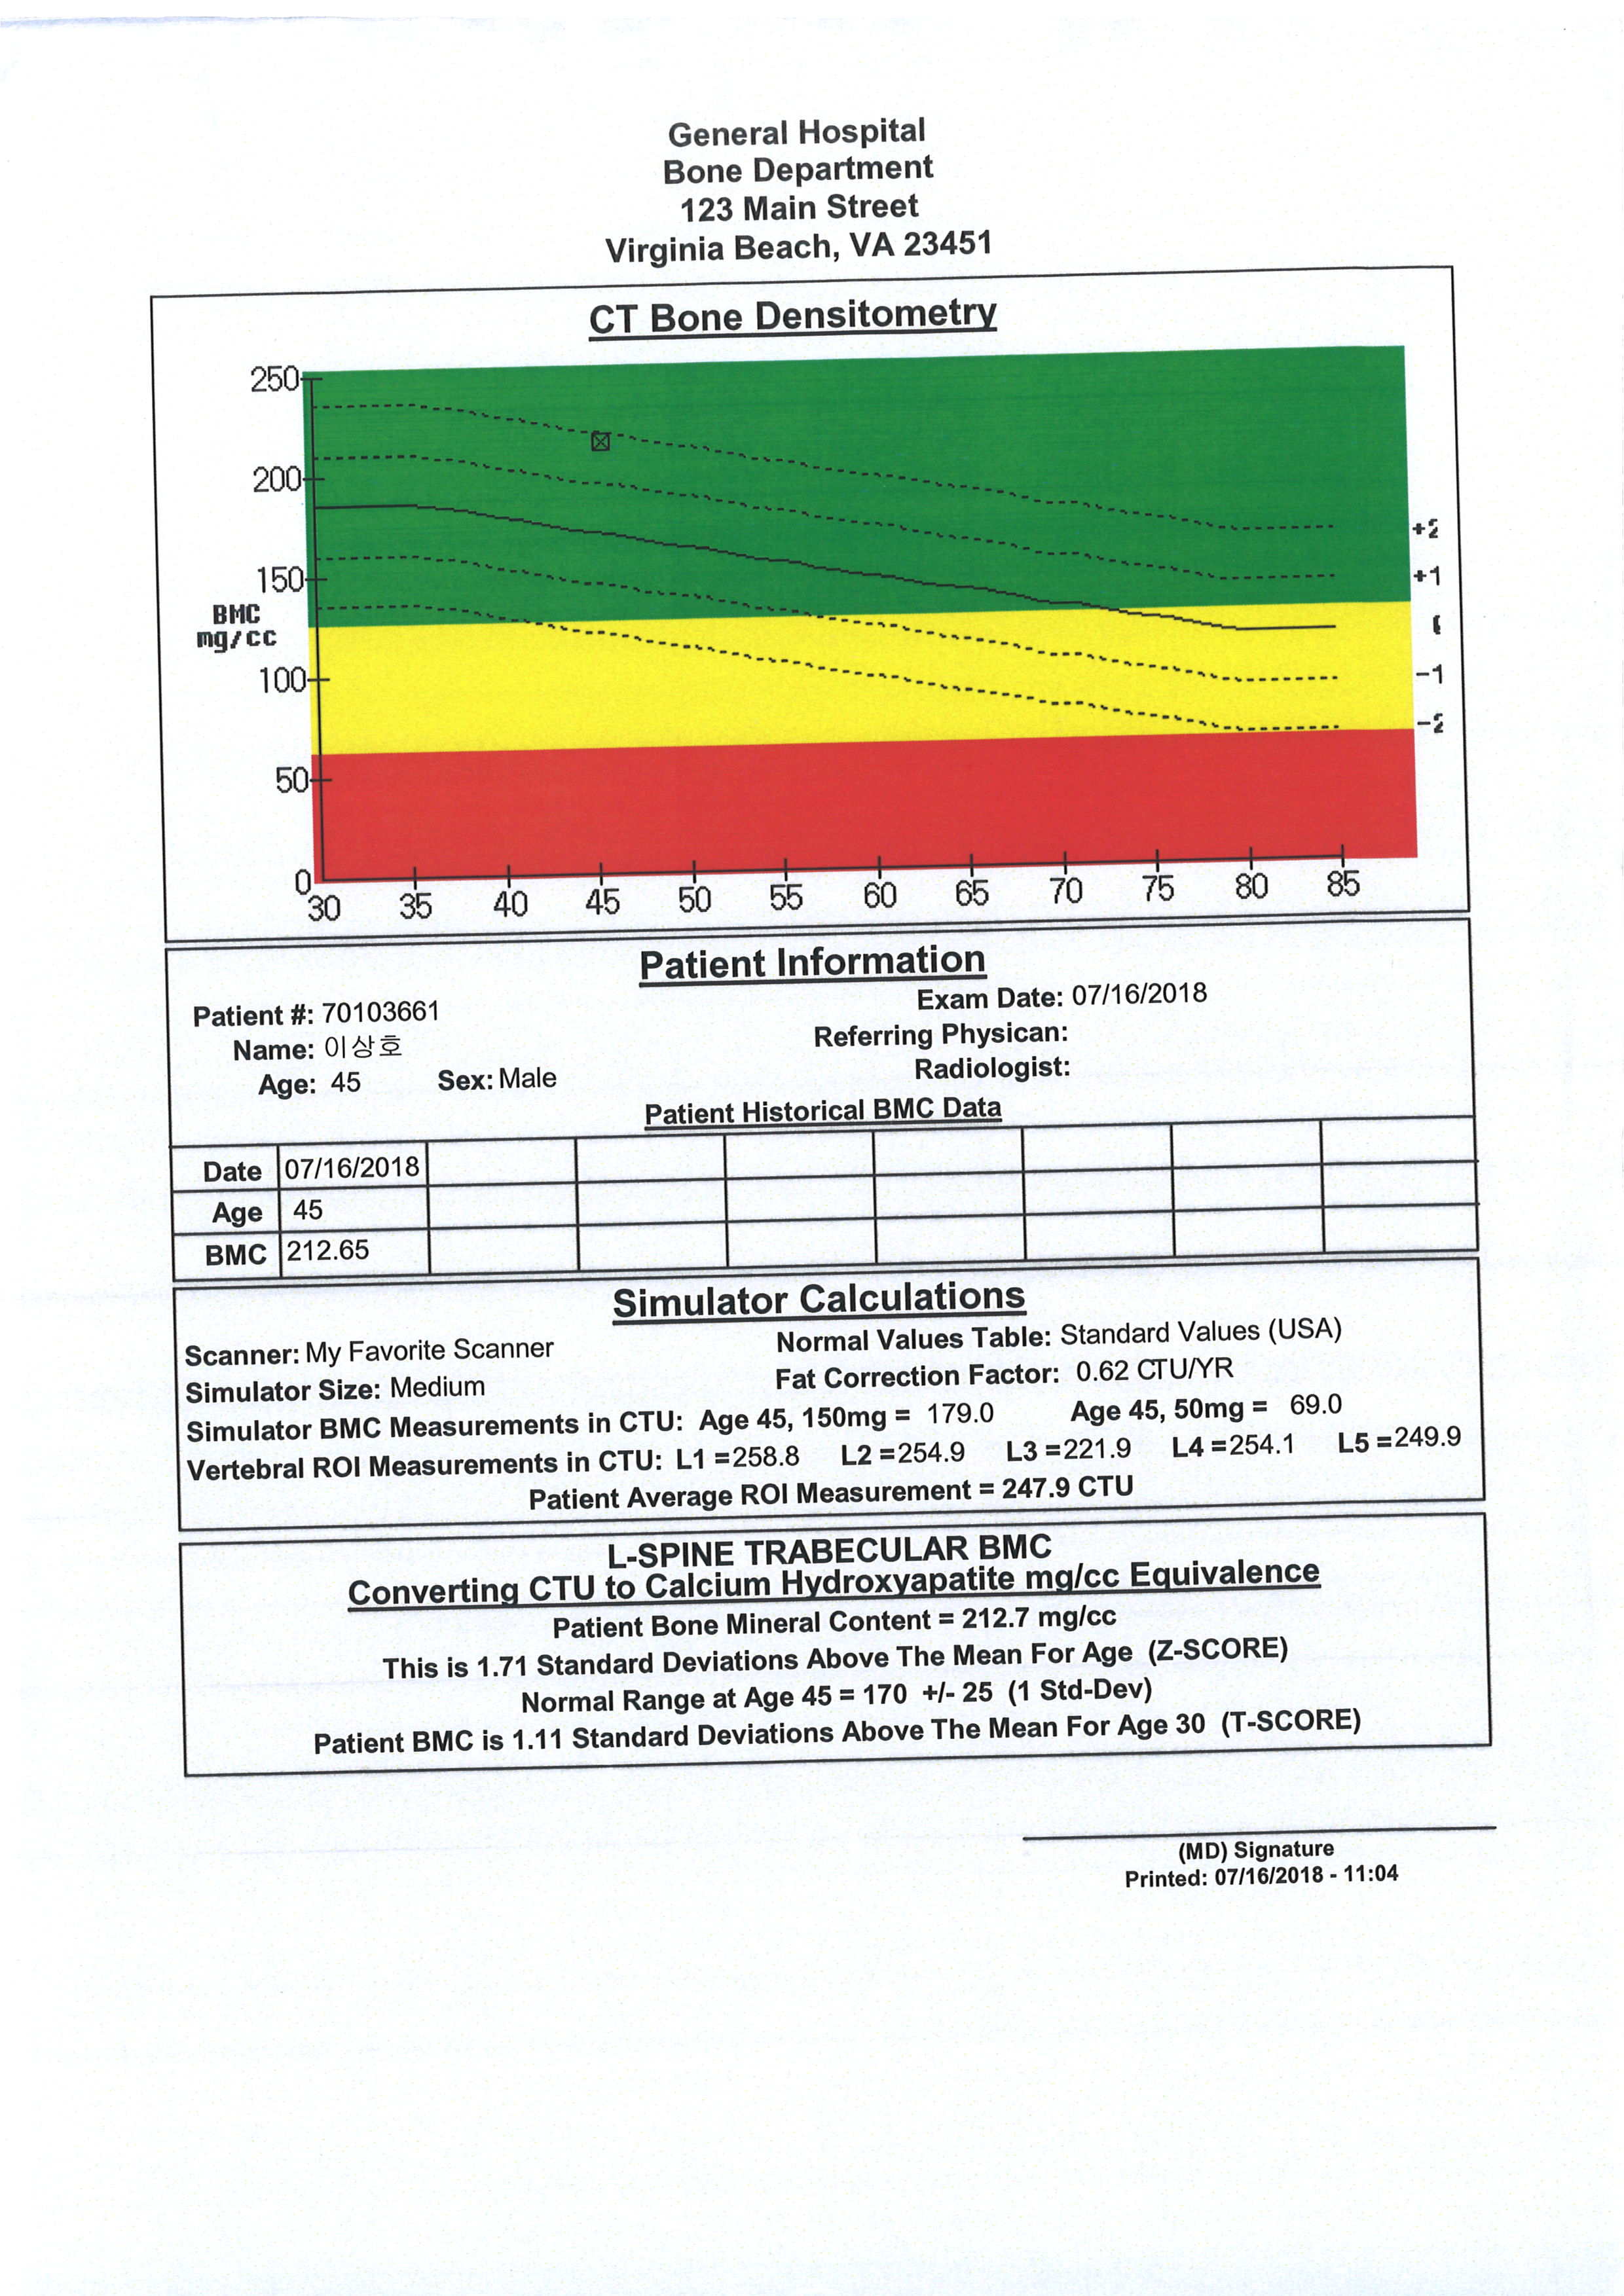 General Hospital
Bone Department
123 Main Street
Virginia Beach, VA 23451
CT Bone Densitometry
250
200
150
BMC
mg/cc
100
50
0
+2
+1
-1
-2
30 35 40 45 50 55 60 65 70 75 80 85
Patient Information
Patient #: 70103661 Exam Date: 07/16/2018
Name: 이상호 Referring Physican:
Age: 45 Sex: Male Radiologist:
Patient Historical BMC Data
Date 07/16/2018
Age 45
BMC 212.65
Simulator Calculations
Scanner: My Favorite Scanner Normal Values Table: Standard Values (USA)
Simulator Size: Medium Fat Correction Factor: 0.62 CTU/YR
Simulator BMC Measurements in CTU: Age 45, 150mg = 179.0 Age 45, 50mg = 69.0
Vertebral ROI Measurements in CTU: L1 =258.8 L2 =254.9 L3 =221.9 L4 =254.1 L5 =249.9
Patient Average ROI Measurement = 247.9 CTU
L-SPINE TRABECULAR BMC
Converting CTU to Calcium Hydroxyapatite mg/cc Equivalence
Patient Bone Mineral Content = 212.7 mg/cc
This is 1.71 Standard Deviations Above The Mean For Age (Z-SCORE)
Normal Range at Age 45 = 170 +/- 25 (1 Std-Dev)
Patient BMC is 1.11 Standard Deviations Above The Mean For Age 30 (T-SCORE)
(MD) Signature
Printed: 07/16/2018 - 11:04